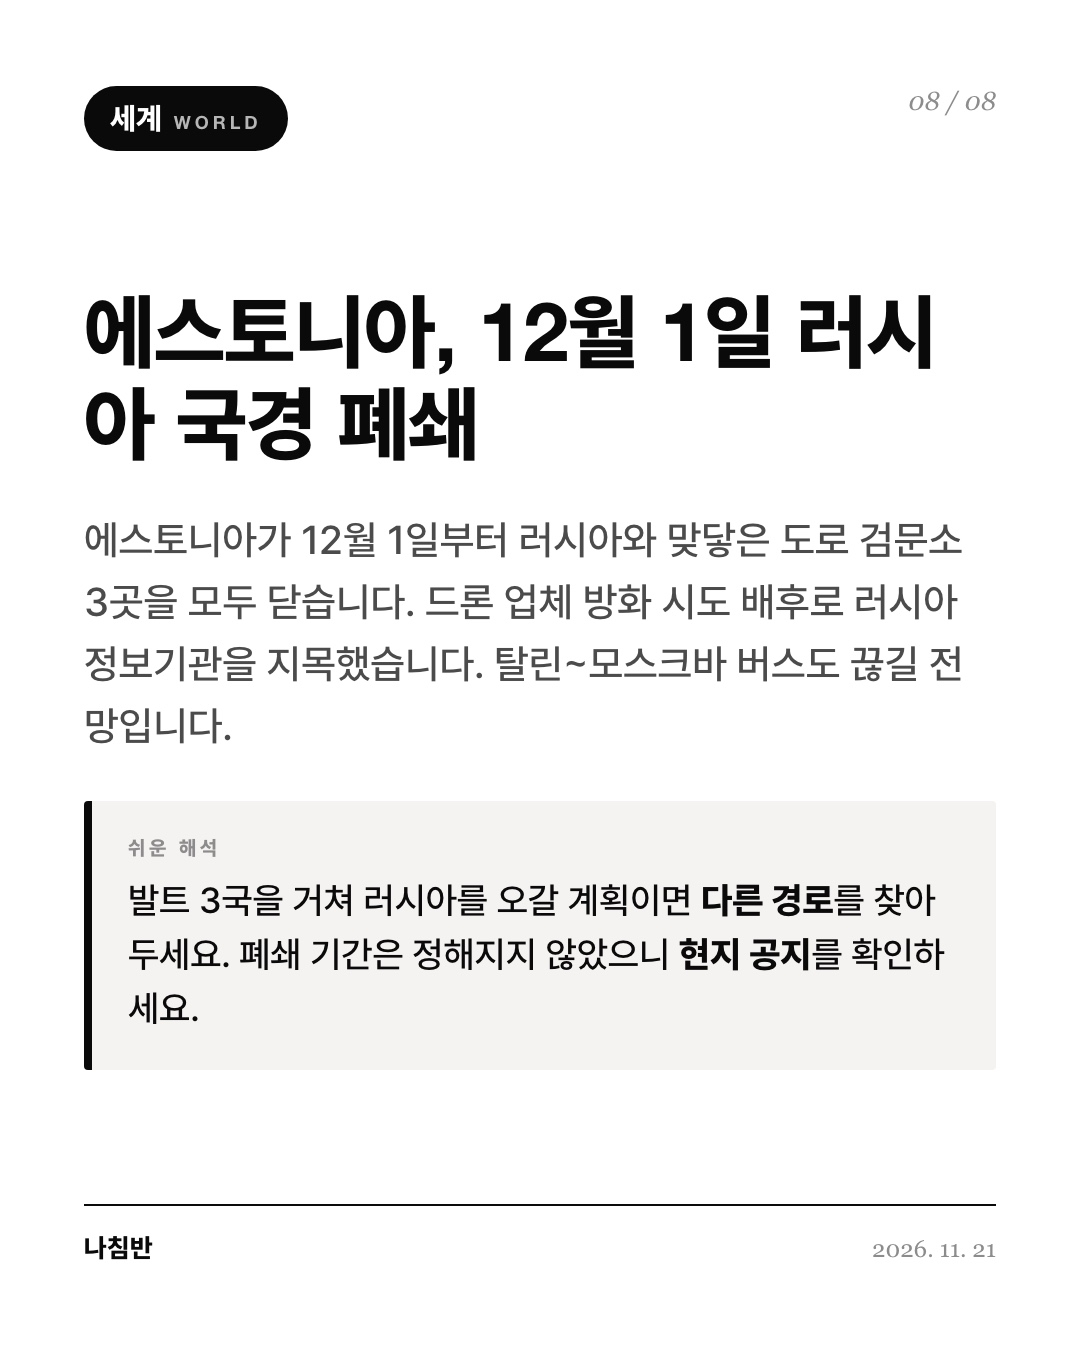 세계 WORLD
08 / 08
에스토니아, 12월 1일 러시
아 국경 폐쇄
에스토니아가 12월 1일부터 러시아와 맞닿은 도로 검문소
3곳을 모두 닫습니다. 드론 업체 방화 시도 배후로 러시아
정보기관을 지목했습니다. 탈린~모스크바 버스도 끊길 전
망입니다.
쉬운 해석
발트 3국을 거쳐 러시아를 오갈 계획이면 다른 경로를 찾아
두세요. 폐쇄 기간은 정해지지 않았으니 현지 공지를 확인하
세요.
나침반
2026. 11. 21